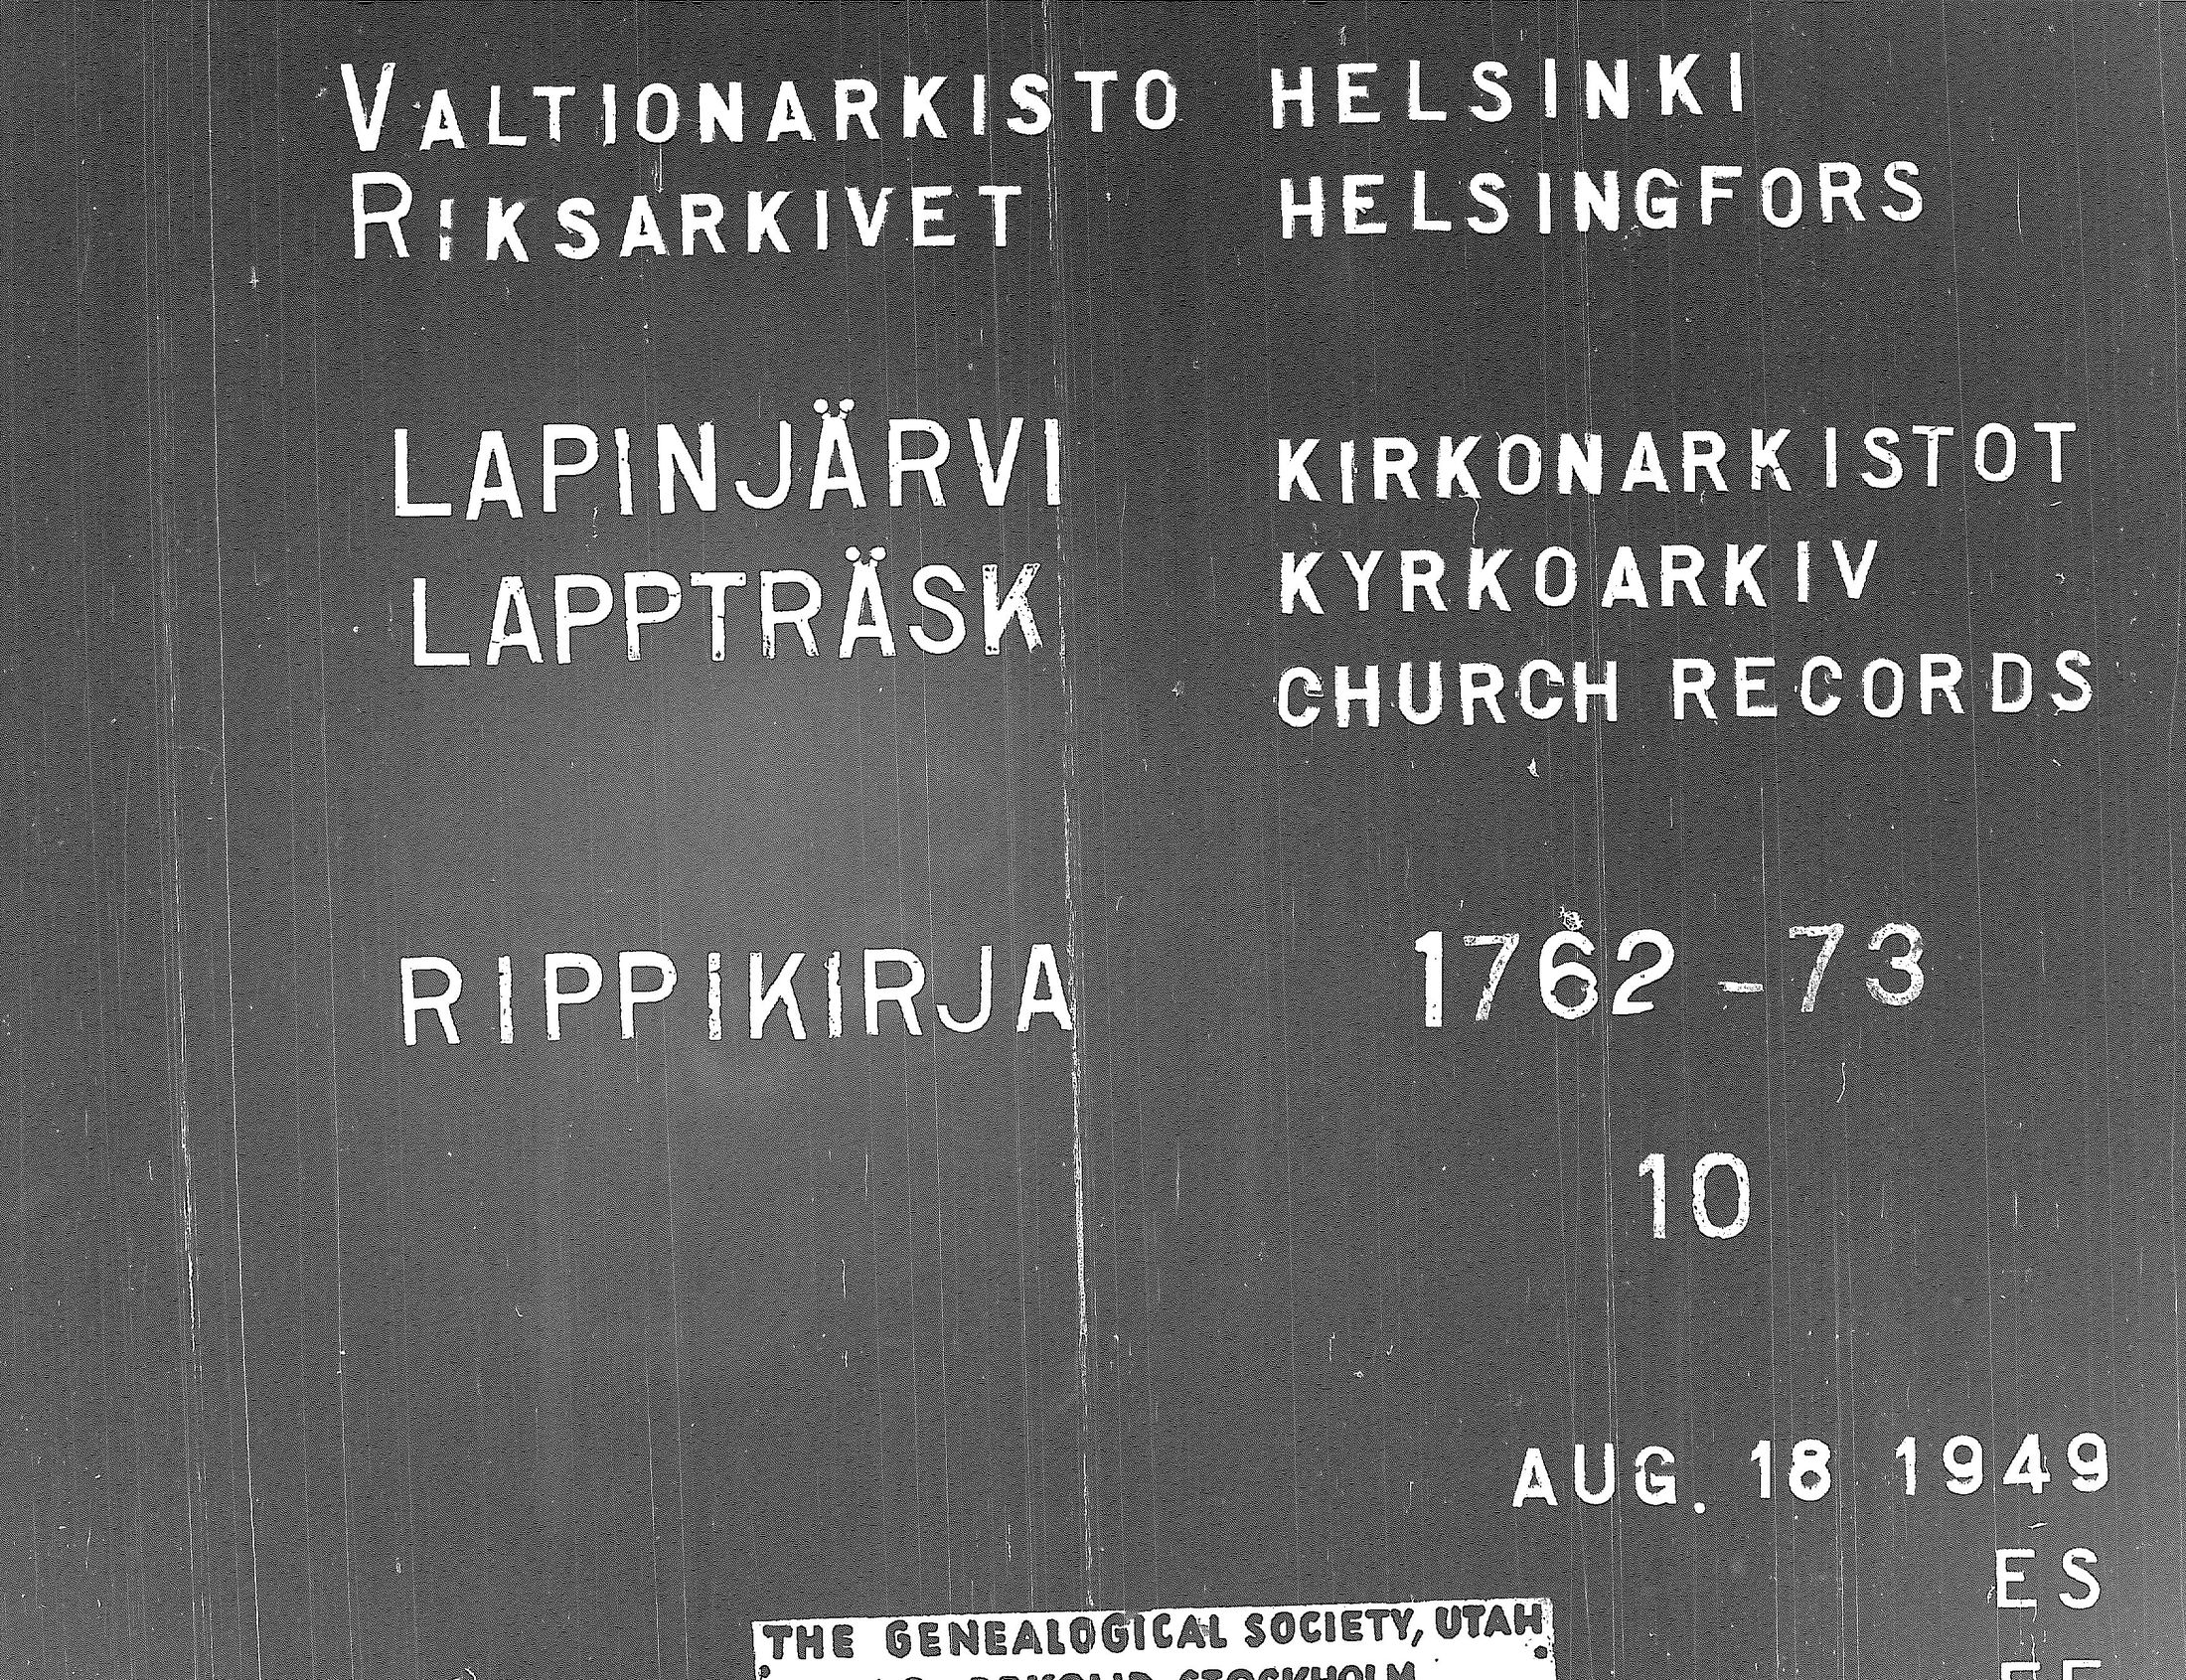 VALTIONARKISTO HELSINKI
RIKSARKIVET HELSINGFORS
LAPINJÄRVI KIRKONARKISTOT
LAPPTRÄSK KYRKOARKIV
CHURCH RECORDS
RIPPIKIRJA 1762-73
10
AUG. 18 1949
ES
THE GENEALOGICAL SOCIETY, UTAH
STOCKHOLM